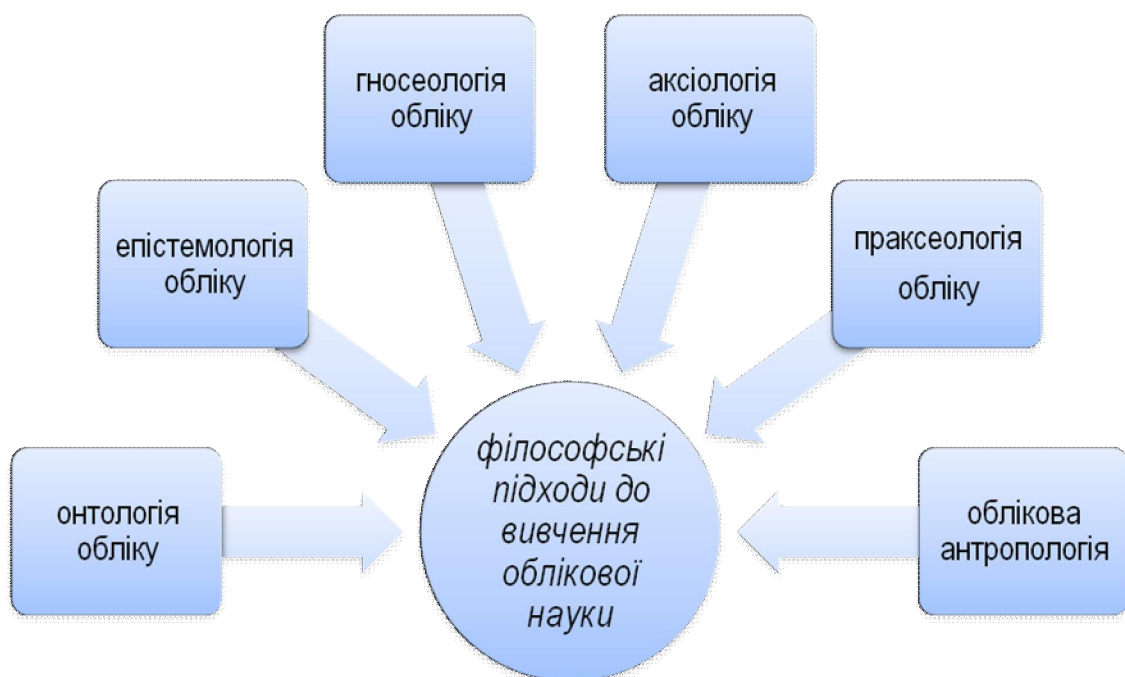 гносеологія
обліку
аксіологія
обліку
епістемологія
обліку
праксеологія
обліку
онтологія
обліку
філософські
підходи до
вивчення
облікової
науки
облікова
антропологія